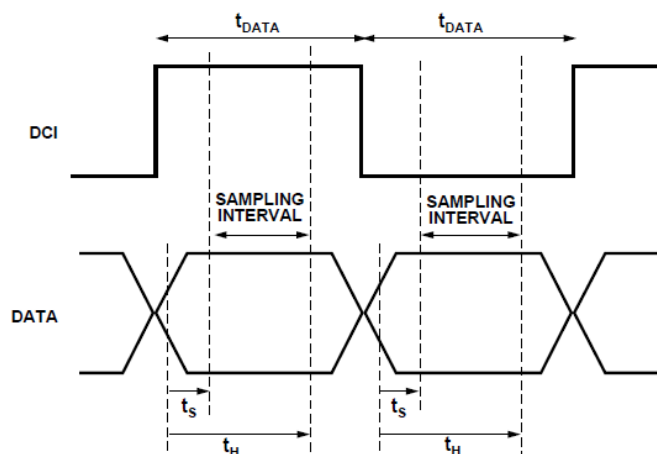 tDATA tDATA
DCI
SAMPLING INTERVAL
SAMPLING INTERVAL
DATA
tS tS
tH tH